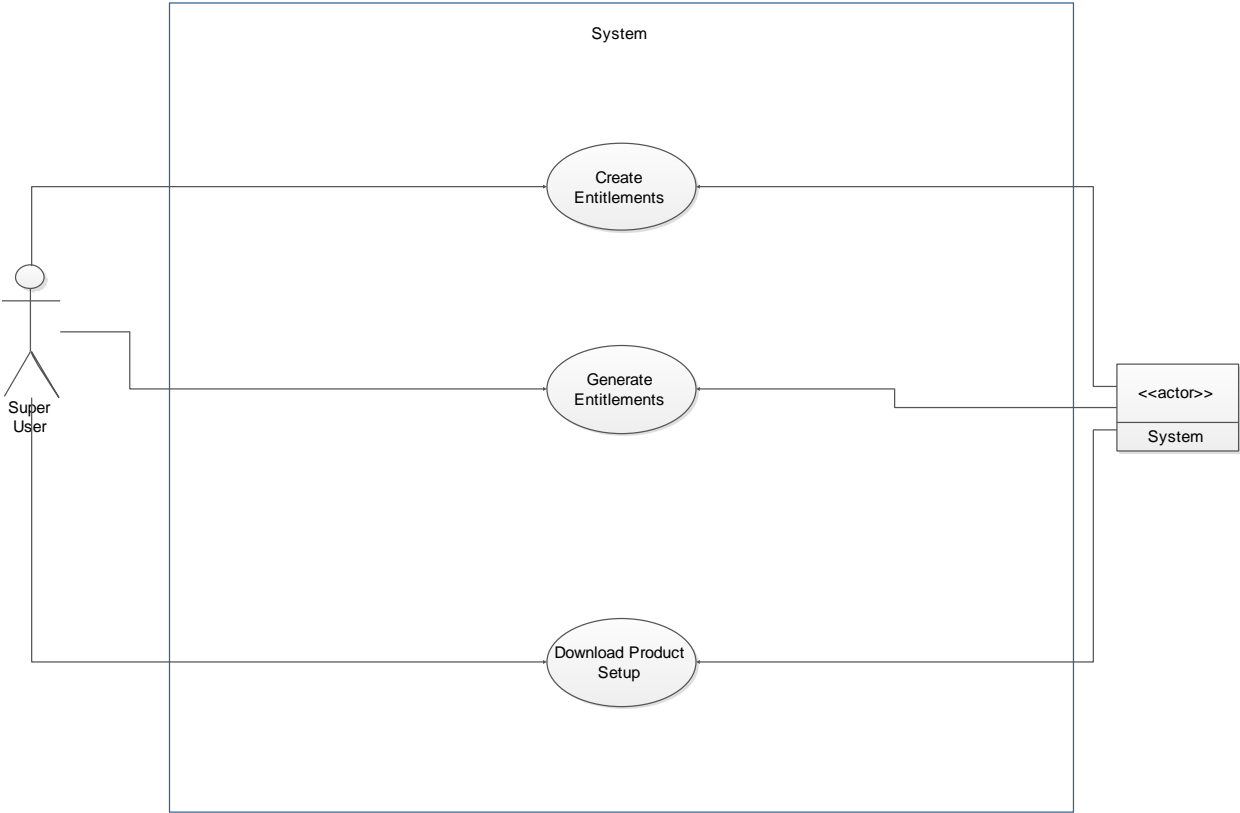 System
Create
Entitlements
Generate
Entitlements
<<actor>>
Super
User
System
Download Product
Setup